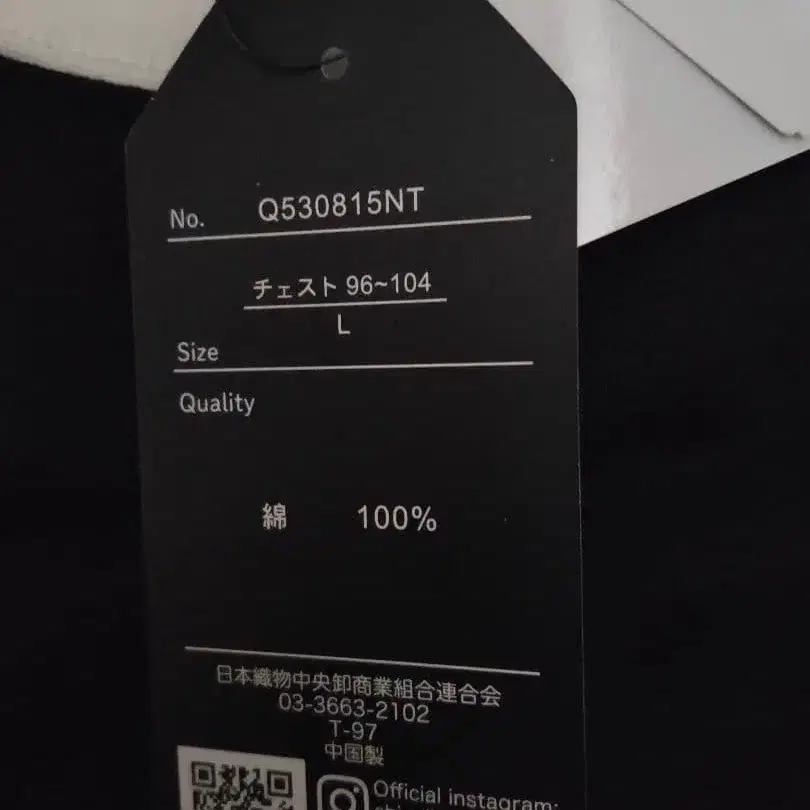 No. Q530815NT
チェスト 96~104
L
Size
Quality
綿 100%
日本織物中央卸商業組合連合会
03-3663-2102
T-97
中国製
Official instagram: